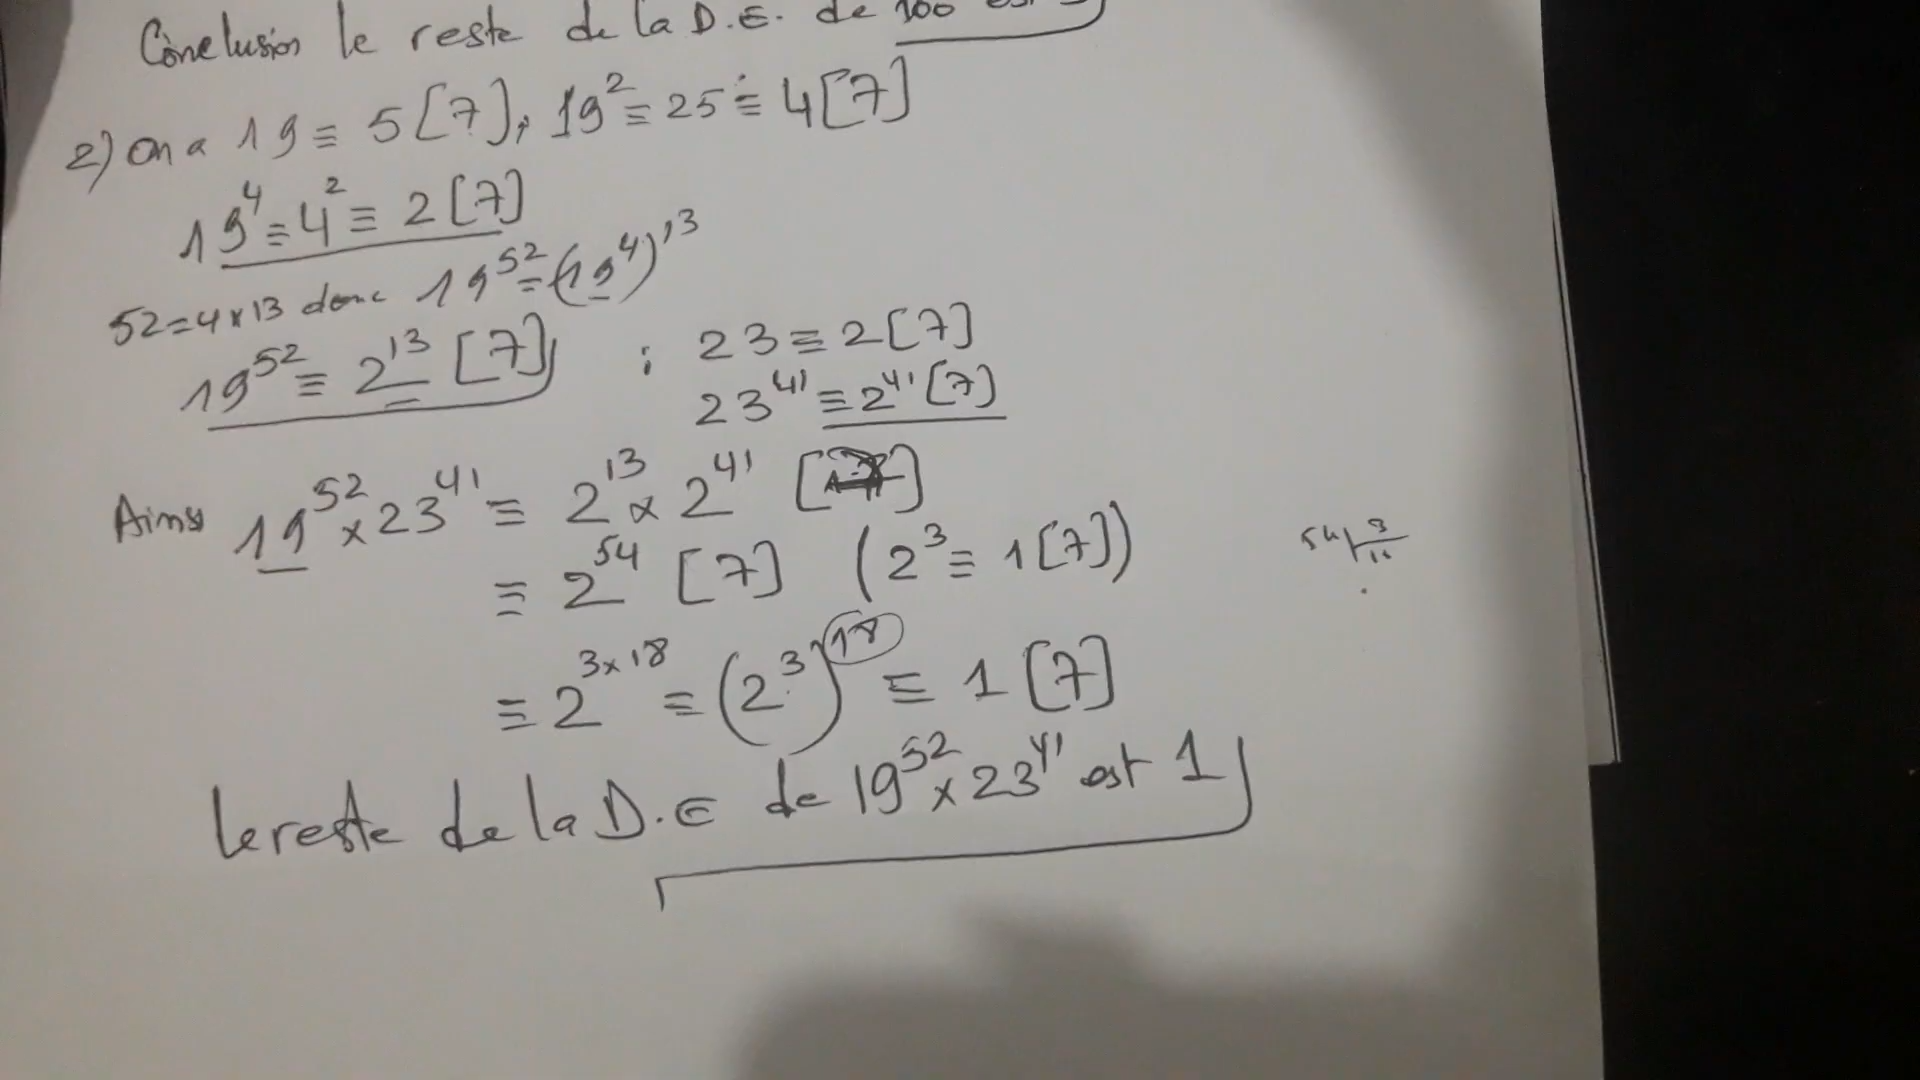 Conclusion le reste de la D.E. de 100
2) On a 19 ≡ 5[7], 19² ≡ 25 ≡ 4[7]
19⁴ ≡ 4² ≡ 2[7]
52=4×13 donc 19⁵² = (19⁴)¹³
19⁵² ≡ 2¹³ [7] ; 23 ≡ 2[7]
23⁴¹ ≡ 2⁴¹[7]
Ainsi 19⁵² × 23⁴¹ ≡ 2¹³ × 2⁴¹ [7]
≡ 2⁵⁴ [7] (2³ ≡ 1[7])
54 3
≡ 2³ˣ¹⁸ ≡ (2³)¹⁸ ≡ 1[7]
le reste de la D.E de 19⁵² × 23⁴¹ est 1